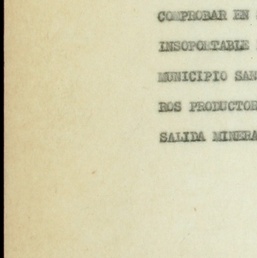 COMPROBAR EN
INSOPORTABLE
MUNICIPIO SAN
ROS PRODUCTOR
SALIDA MINERA